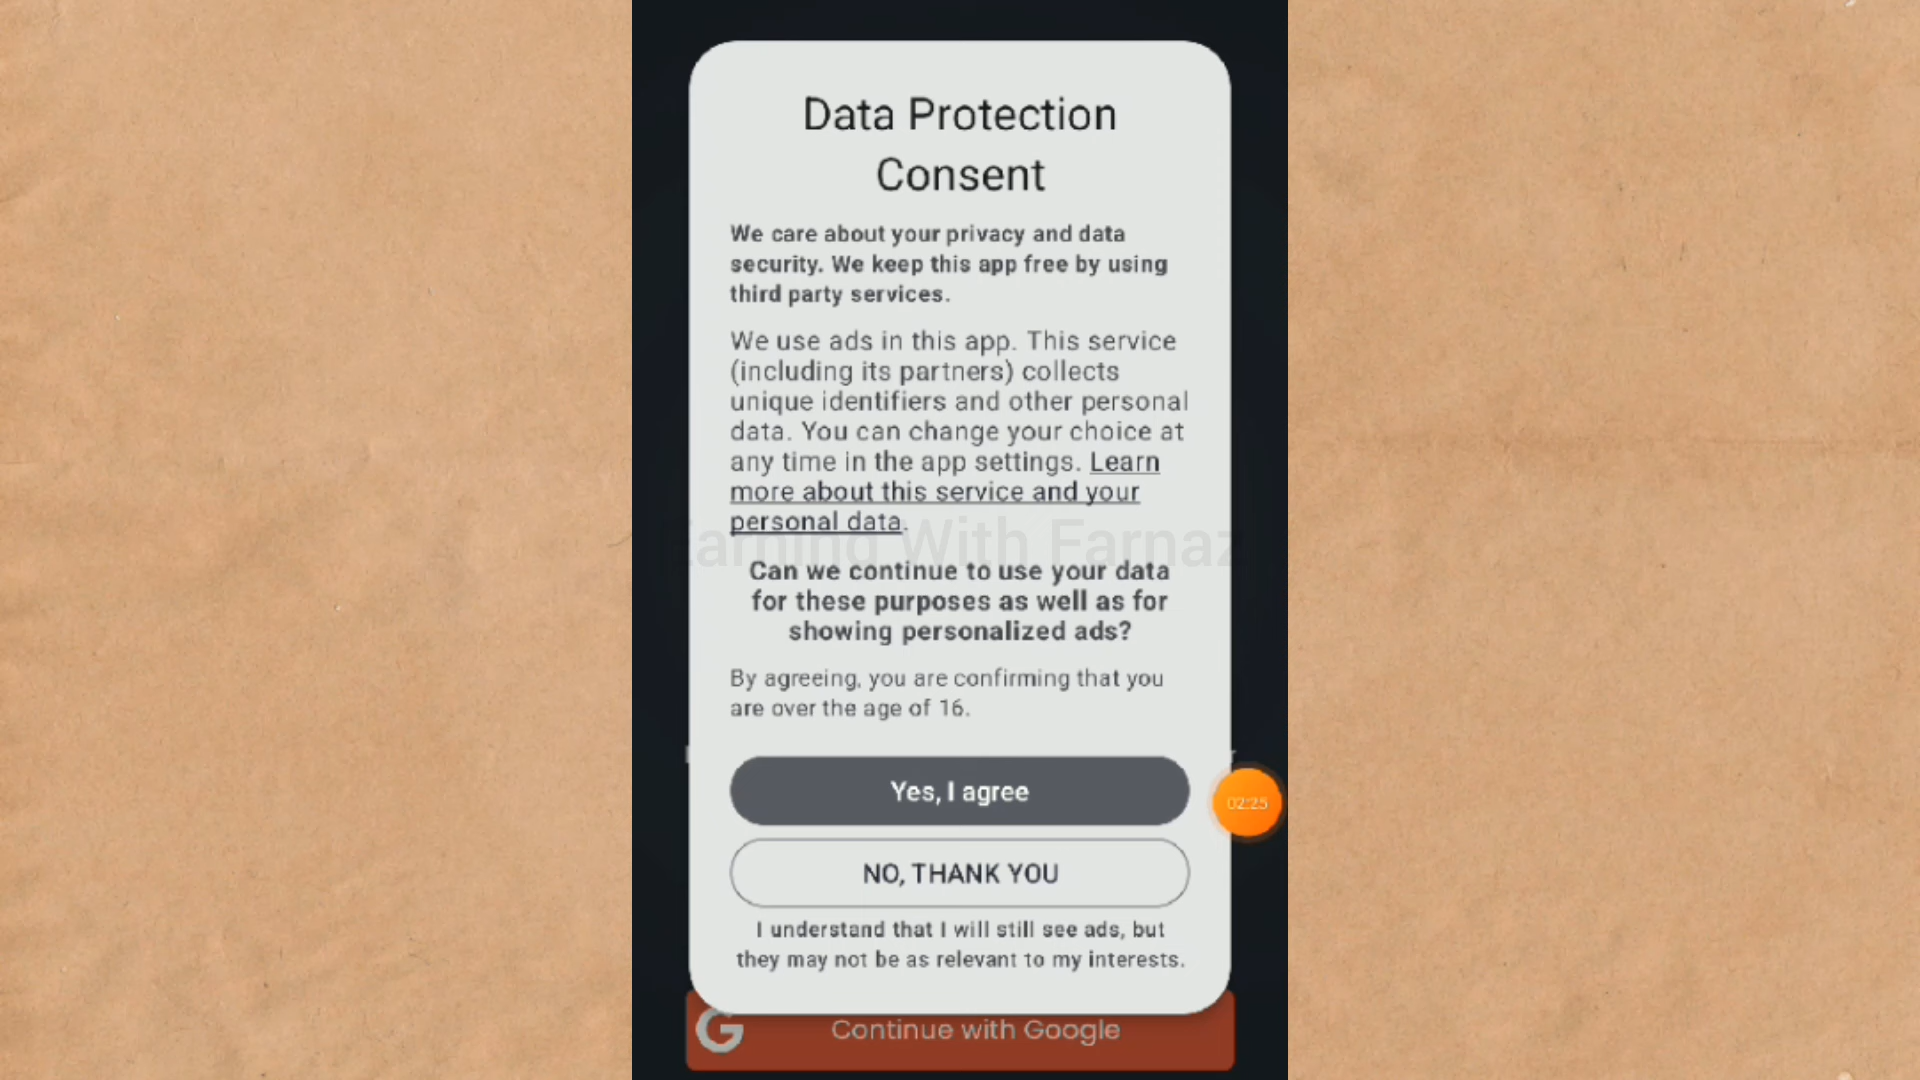 Data Protection
Consent
We care about your privacy and data
security. We keep this app free by using
third party services.
We use ads in this app. This service
(including its partners) collects
unique identifiers and other personal
data. You can change your choice at
any time in the app settings. Learn
more about this service and your
personal data.
Earning With Farnaz
Can we continue to use your data
for these purposes as well as for
showing personalized ads?
By agreeing, you are confirming that you
are over the age of 16.
Yes, I agree
02:25
NO, THANK YOU
I understand that I will still see ads, but
they may not be as relevant to my interests.
G Continue with Google